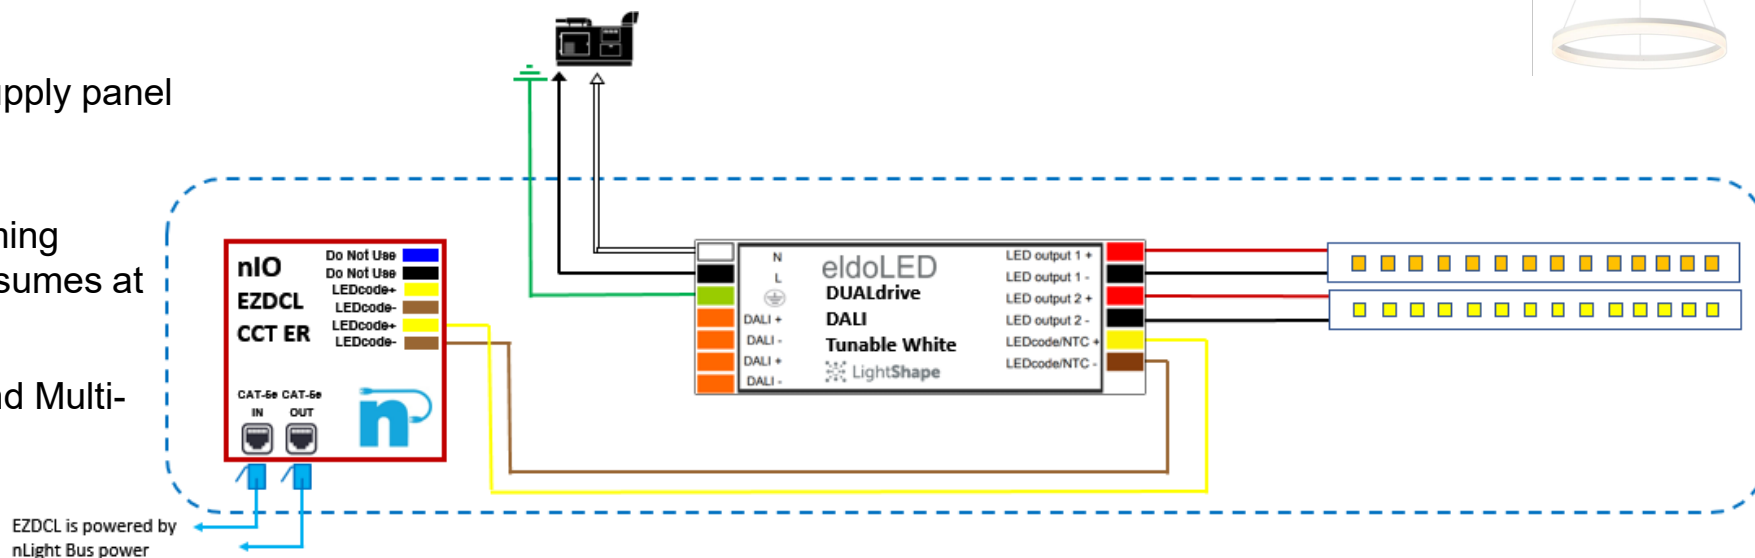 upply panel
ning
sumes at
nd Multi-
nIO
EZDCL
CCT ER
Do Not Use
Do Not Use
LEDcode+
LEDcode-
LEDcode+
LEDcode-
CAT-5e CAT-5e
IN OUT
n
EZDCL is powered by
nLight Bus power
N
L
DALI +
DALI -
DALI +
DALI -
eldoLED
DUALdrive
DALI
Tunable White
LightShape
LED output 1 +
LED output 1 -
LED output 2 +
LED output 2 -
LEDcode/NTC +
LEDcode/NTC -